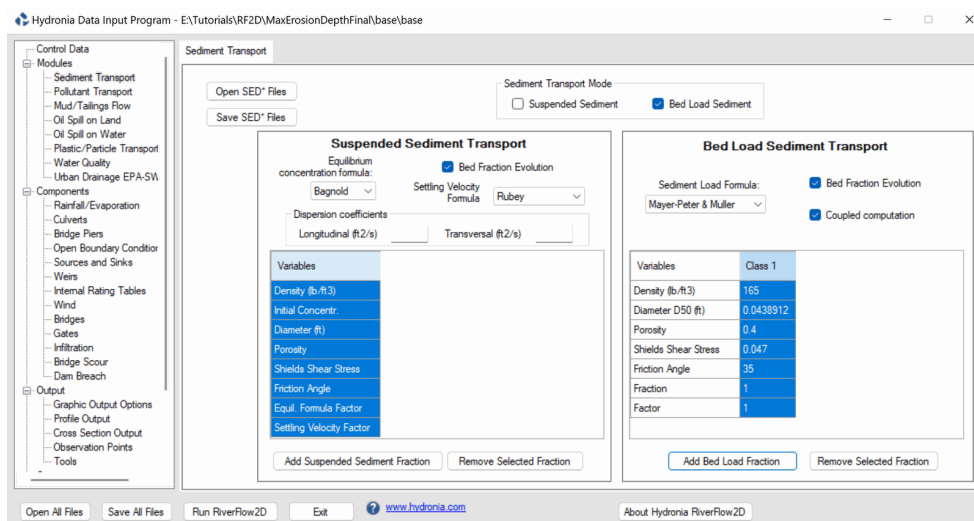 Hydronia Data Input Program - E:\Tutorials\RF2D\MaxErosionDepthFinal\base\base
Control Data
Modules
Sediment Transport
Pollutant Transport
Mud/Tailings Flow
Oil Spill on Land
Oil Spill on Water
Plastic/Particle Transport
Water Quality
Urban Drainage EPA-SW
Components
Rainfall/Evaporation
Culverts
Bridge Piers
Open Boundary Condition
Sources and Sinks
Weirs
Internal Rating Tables
Wind
Bridges
Gates
Infiltration
Bridge Scour
Dam Breach
Output
Graphic Output Options
Profile Output
Cross Section Output
Observation Points
Tools
Sediment Transport
Open SED* Files
Save SED* Files
Sediment Transport Mode
Suspended Sediment Bed Load Sediment
Suspended Sediment Transport
Equilibrium
concentration formula:
Bagnold
Bed Fraction Evolution
Settling Velocity
Formula
Rubey
Dispersion coefficients
Longitudinal (ft2/s) Transversal (ft2/s)
Variables
Density (lb/ft3)
Initial Concentr.
Diameter (ft)
Porosity
Shields Shear Stress
Friction Angle
Equil. Formula Factor
Settling Velocity Factor
Add Suspended Sediment Fraction Remove Selected Fraction
Bed Load Sediment Transport
Sediment Load Formula:
Mayer-Peter & Muller
Bed Fraction Evolution
Coupled computation
Variables Class 1
Density (lb/ft3) 165
Diameter D50 (ft) 0.0438912
Porosity 0.4
Shields Shear Stress 0.047
Friction Angle 35
Fraction 1
Factor 1
Add Bed Load Fraction Remove Selected Fraction
Open All Files Save All Files Run RiverFlow2D Exit ? www.hydronia.com About Hydronia RiverFlow2D